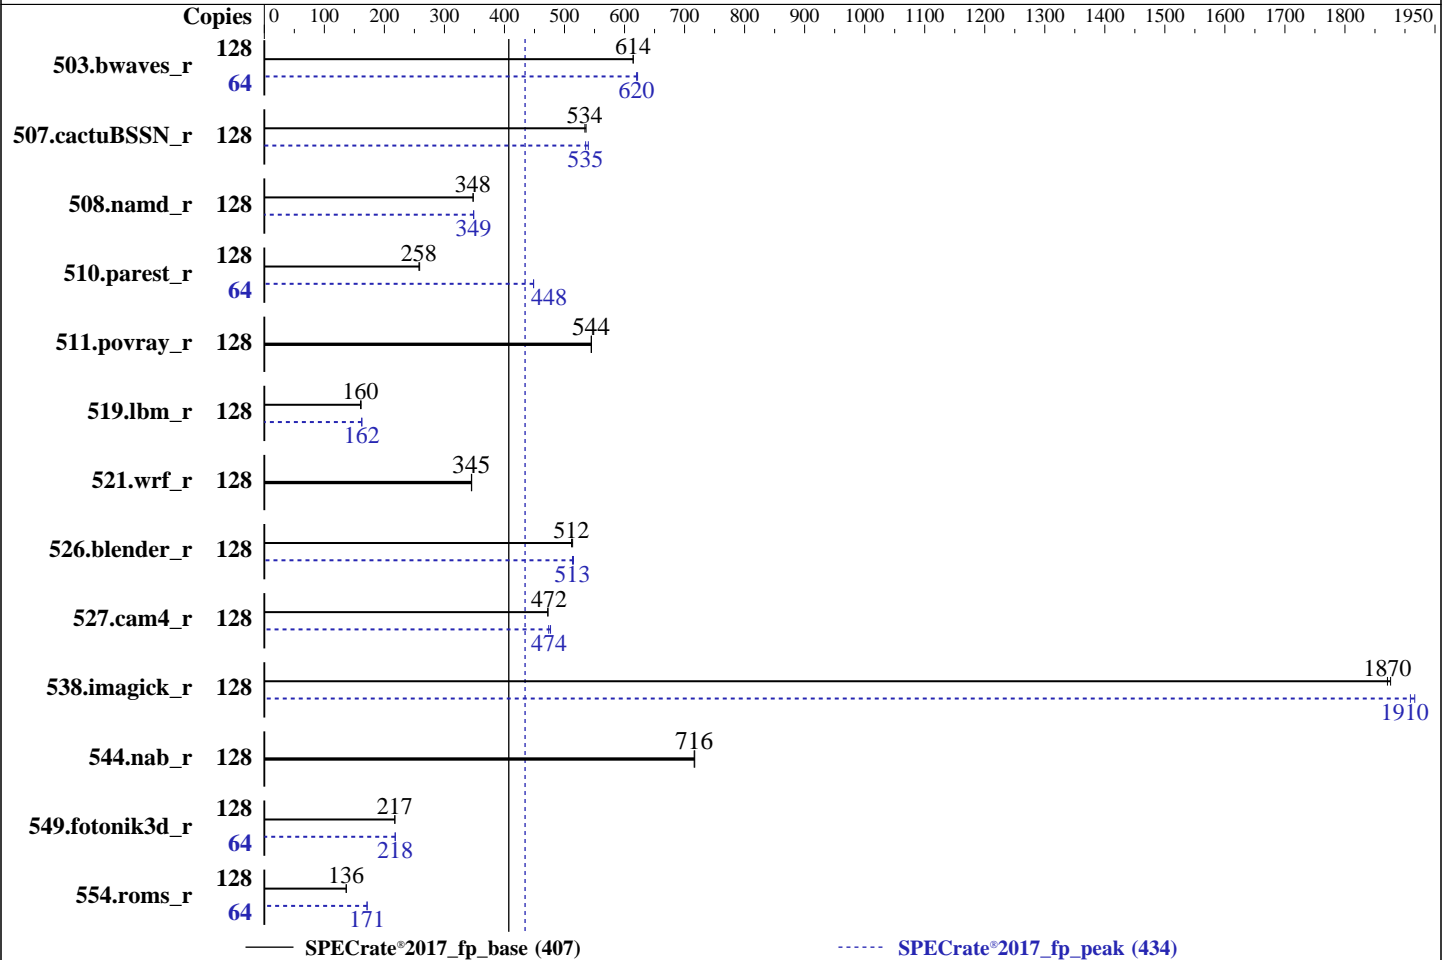 Copies 0 100 200 300 400 500 600 700 800 900 1000 1100 1200 1300 1400 1500 1600 1700 1800 1950
503.bwaves_r 128 614
64 620
507.cactuBSSN_r 128 534
535
508.namd_r 128 348
349
510.parest_r 128 258
64 448
511.povray_r 128 544
519.lbm_r 128 160
162
521.wrf_r 128 345
526.blender_r 128 512
513
527.cam4_r 128 472
474
538.imagick_r 128 1870
1910
544.nab_r 128 716
549.fotonik3d_r 128 217
64 218
554.roms_r 128 136
64 171
SPECrate®2017_fp_base (407) SPECrate®2017_fp_peak (434)